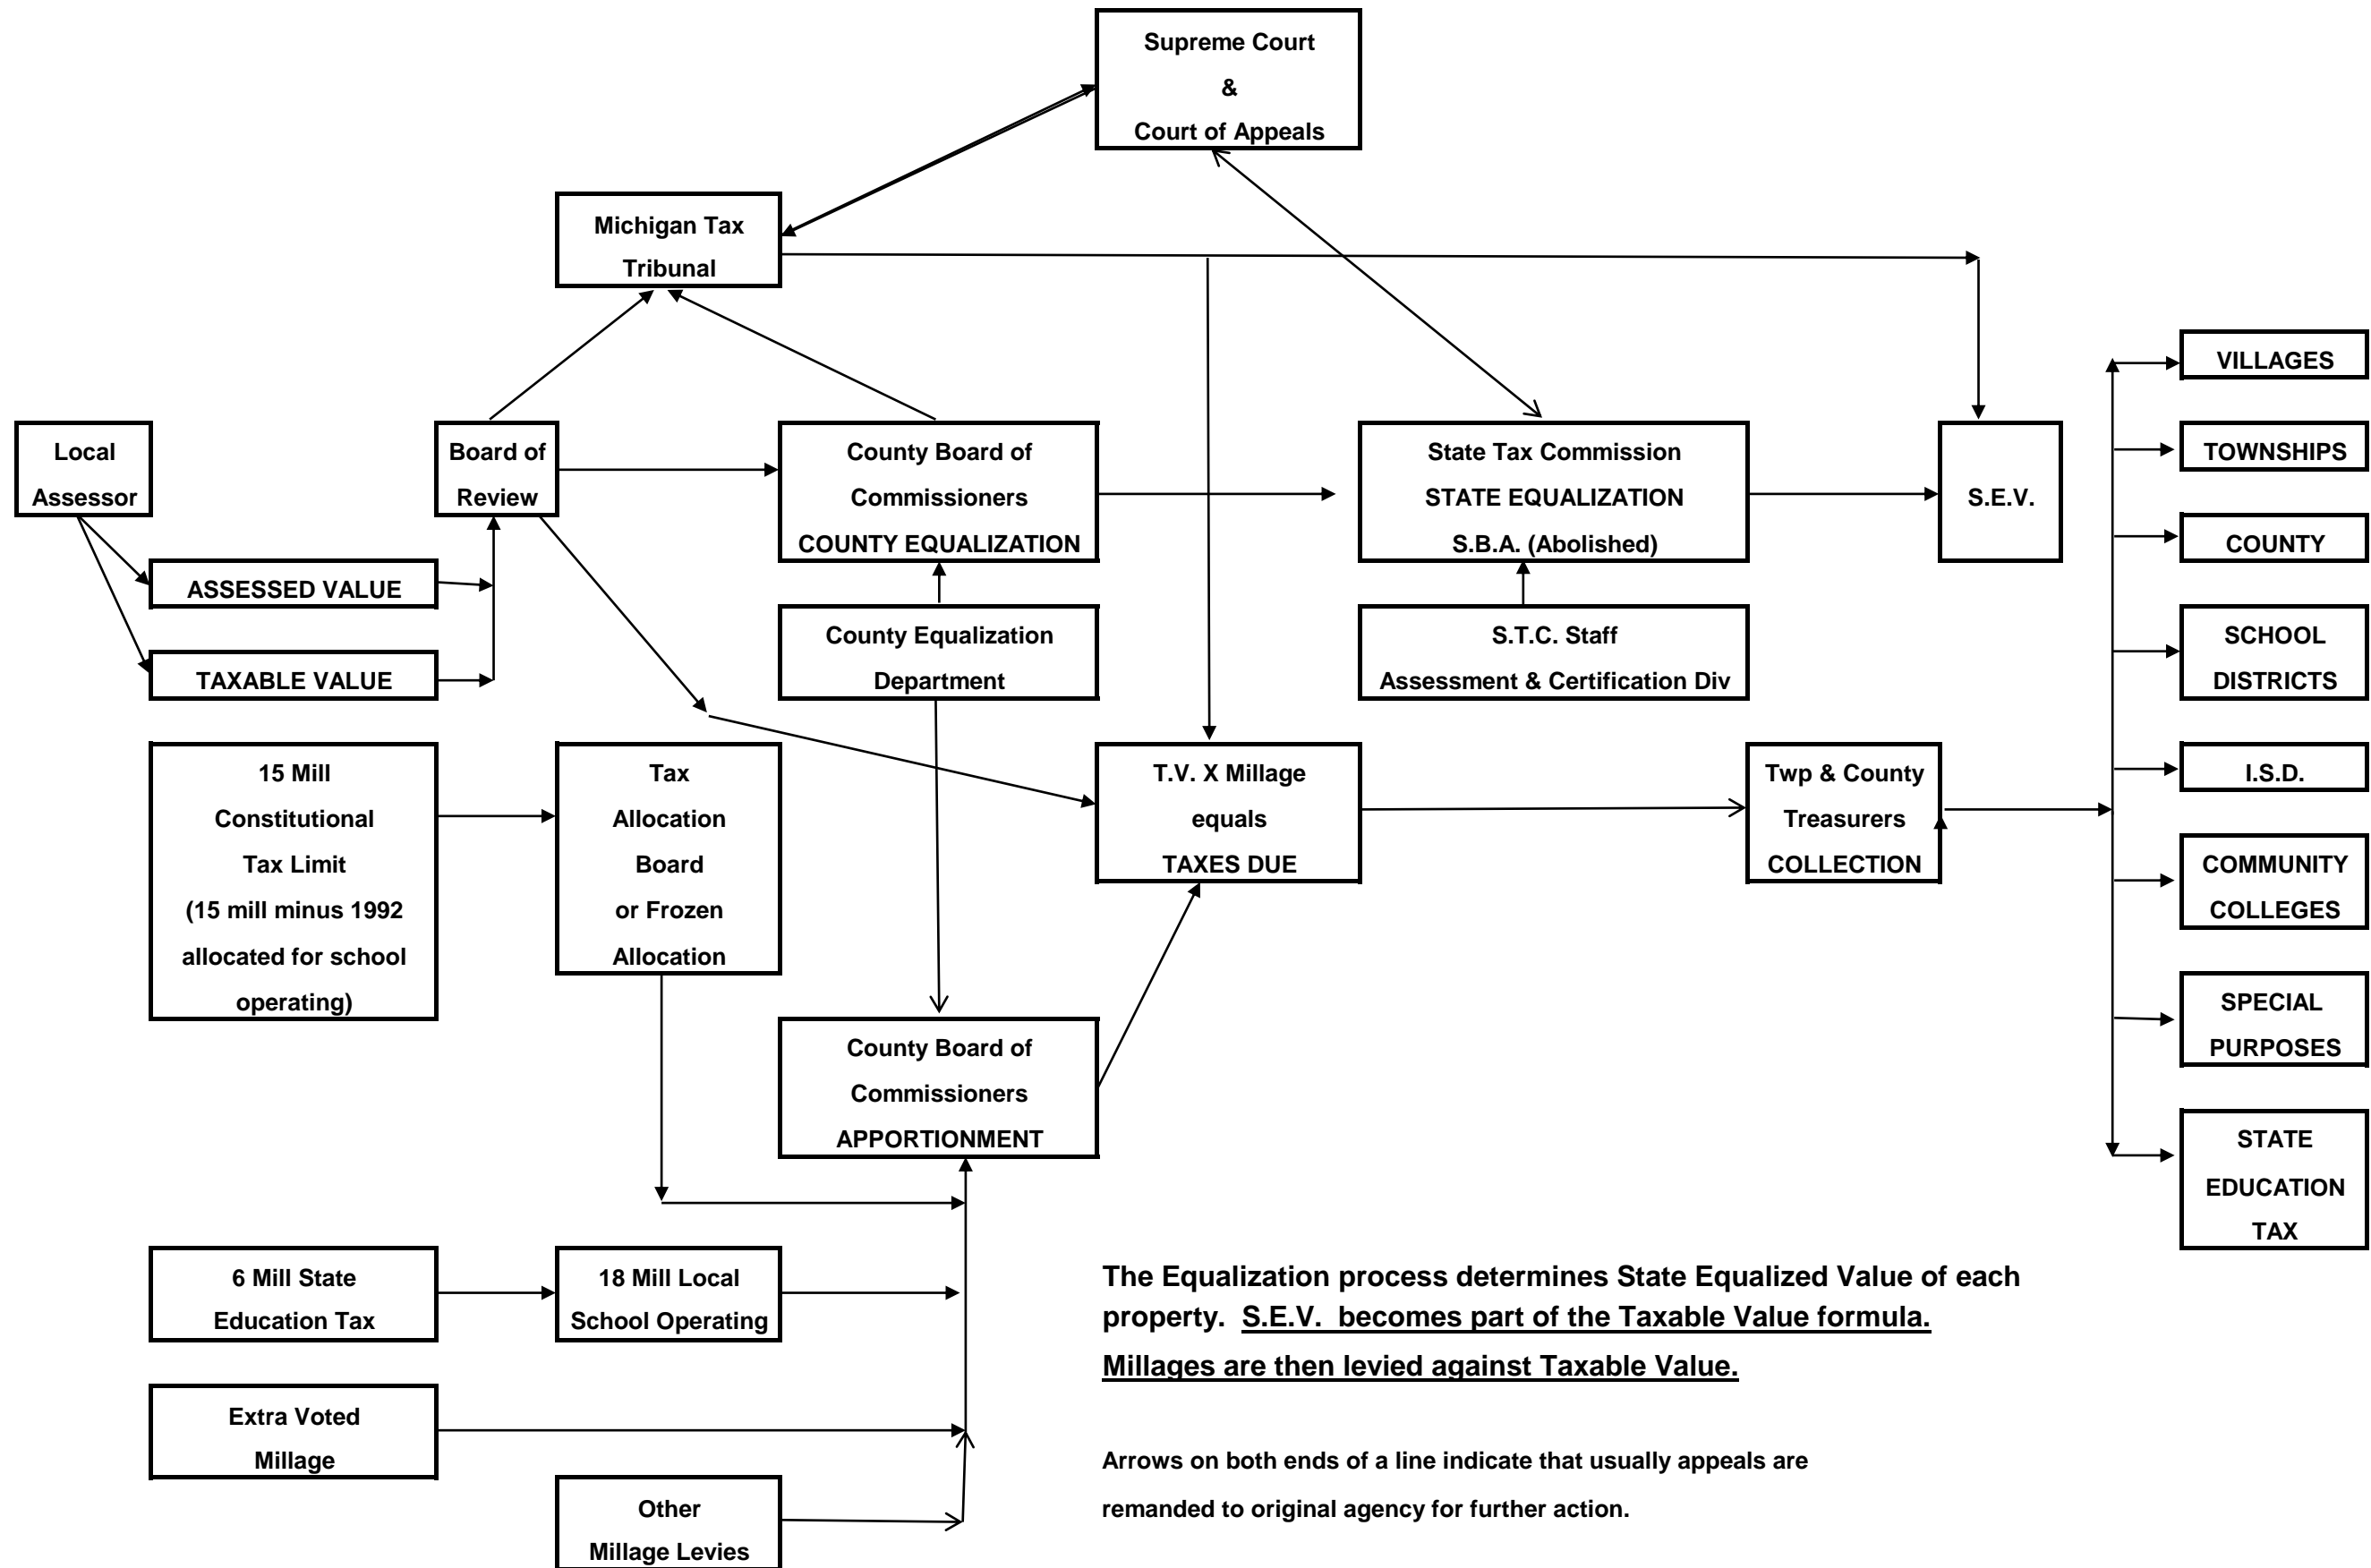 Supreme Court
&
Court of Appeals
Michigan Tax
Tribunal
Local
Assessor
Board of
Review
County Board of
Commissioners
COUNTY EQUALIZATION
State Tax Commission
STATE EQUALIZATION
S.B.A. (Abolished)
S.E.V.
ASSESSED VALUE
TAXABLE VALUE
County Equalization
Department
S.T.C. Staff
Assessment & Certification Div
15 Mill
Constitutional
Tax Limit
(15 mill minus 1992
allocated for school
operating)
Tax
Allocation
Board
or Frozen
Allocation
T.V. X Millage
equals
TAXES DUE
Twp & County
Treasurers
COLLECTION
VILLAGES
TOWNSHIPS
COUNTY
SCHOOL
DISTRICTS
I.S.D.
COMMUNITY
COLLEGES
SPECIAL
PURPOSES
STATE
EDUCATION
TAX
County Board of
Commissioners
APPORTIONMENT
6 Mill State
Education Tax
18 Mill Local
School Operating
Extra Voted
Millage
Other
Millage Levies
The Equalization process determines State Equalized Value of each
property. S.E.V. becomes part of the Taxable Value formula.
Millages are then levied against Taxable Value.
Arrows on both ends of a line indicate that usually appeals are
remanded to original agency for further action.